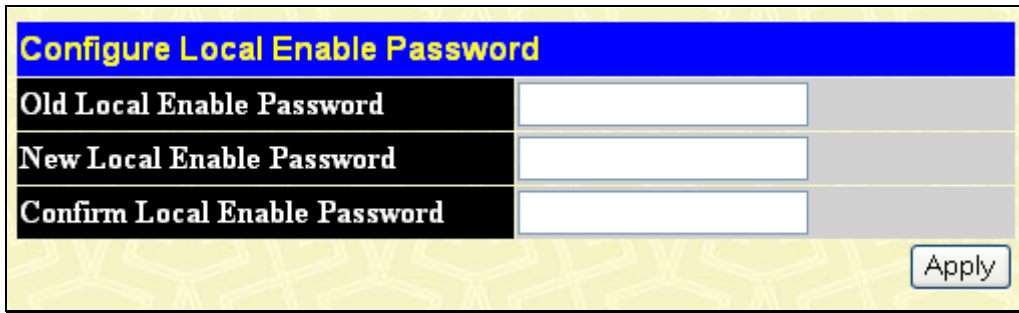 Configure Local Enable Password
Old Local Enable Password
New Local Enable Password
Confirm Local Enable Password
Apply